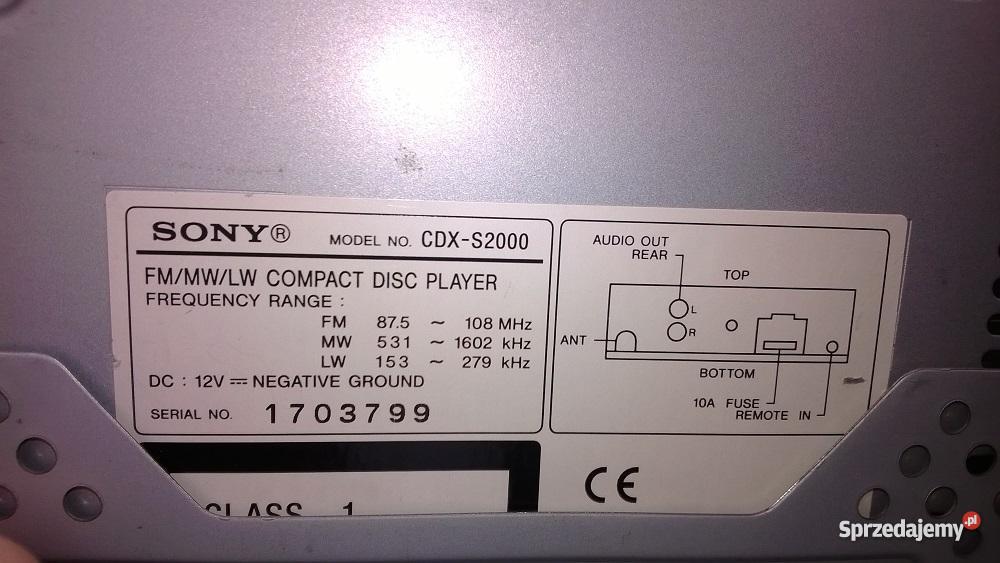 SONY®
MODEL NO. CDX-S2000
FM/MW/LW COMPACT DISC PLAYER
FREQUENCY RANGE :
FM 87.5 ~ 108 MHz
MW 531 ~ 1602 kHz
LW 153 ~ 279 kHz
DC : 12V ⎓ NEGATIVE GROUND
SERIAL NO. 1703799
AUDIO OUT
REAR
TOP
L
R
ANT
BOTTOM
10A FUSE
REMOTE IN
CLASS 1
CE
Sprzedajemy.pl